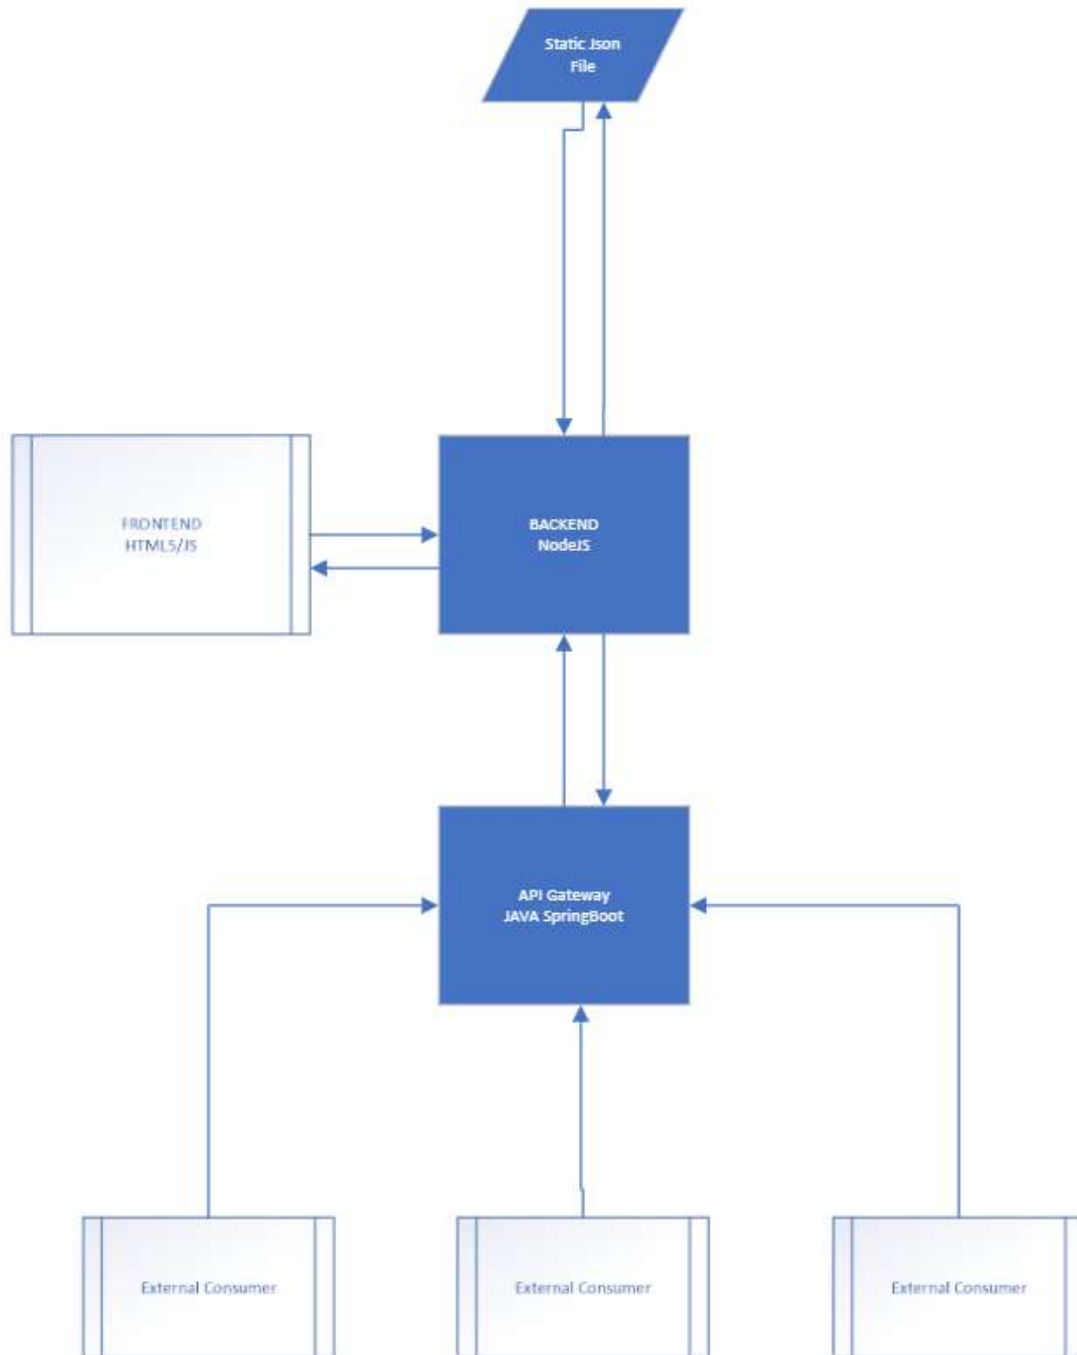 Static Json
File
FRONTEND
HTML5/JS
BACKEND
NodeJS
API Gateway
JAVA SpringBoot
External Consumer
External Consumer
External Consumer